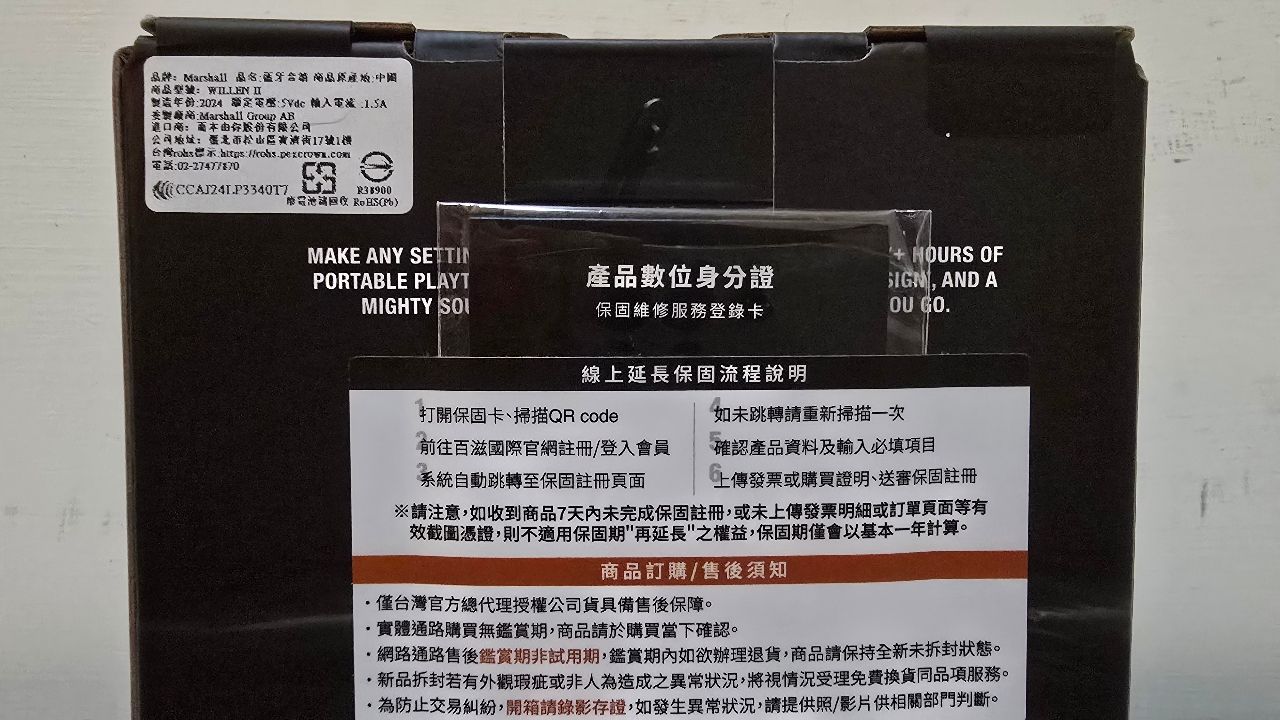 品牌: Marshall 品名:藍牙音箱 商品原產地:中國
商品型號: WILLEN II
製造年份:2024 額定電壓:5Vdc 輸入電流:1.5A
委製廠商:Marshall Group AB
進口商: 股份有限公司
公司地址: 臺北市松山區 街17號1樓
台灣rohs
電話:02-27477870
CCAJ24LP3340T7
R38900
廢電池請回收 RoHS(Pb)
MAKE ANY SETTIN
PORTABLE PLAYT
MIGHTY SOU
+ HOURS OF
SIGN, AND A
OU GO.
產品數位身分證
保固維修服務登錄卡
線上延長保固流程說明
1 打開保固卡、掃描QR code
2 前往百滋國際官網註冊/登入會員
3 系統自動跳轉至保固註冊頁面
4 如未跳轉請重新掃描一次
5 確認產品資料及輸入必填項目
6 上傳發票或購買證明、送審保固註冊
※請注意,如收到商品7天內未完成保固註冊,或未上傳發票明細或訂單頁面等有
效截圖憑證,則不適用保固期"再延長"之權益,保固期僅會以基本一年計算。
商品訂購/售後須知
・僅台灣官方總代理授權公司貨具備售後保障。
・實體通路購買無鑑賞期,商品請於購買當下確認。
・網路通路售後鑑賞期非試用期,鑑賞期內如欲辦理退貨,商品請保持全新未拆封狀態。
・新品拆封若有外觀瑕疵或非人為造成之異常狀況,將視情況受理免費換貨同品項服務。
・為防止交易糾紛,開箱請錄影存證,如發生異常狀況,請提供照/影片供相關部門判斷。